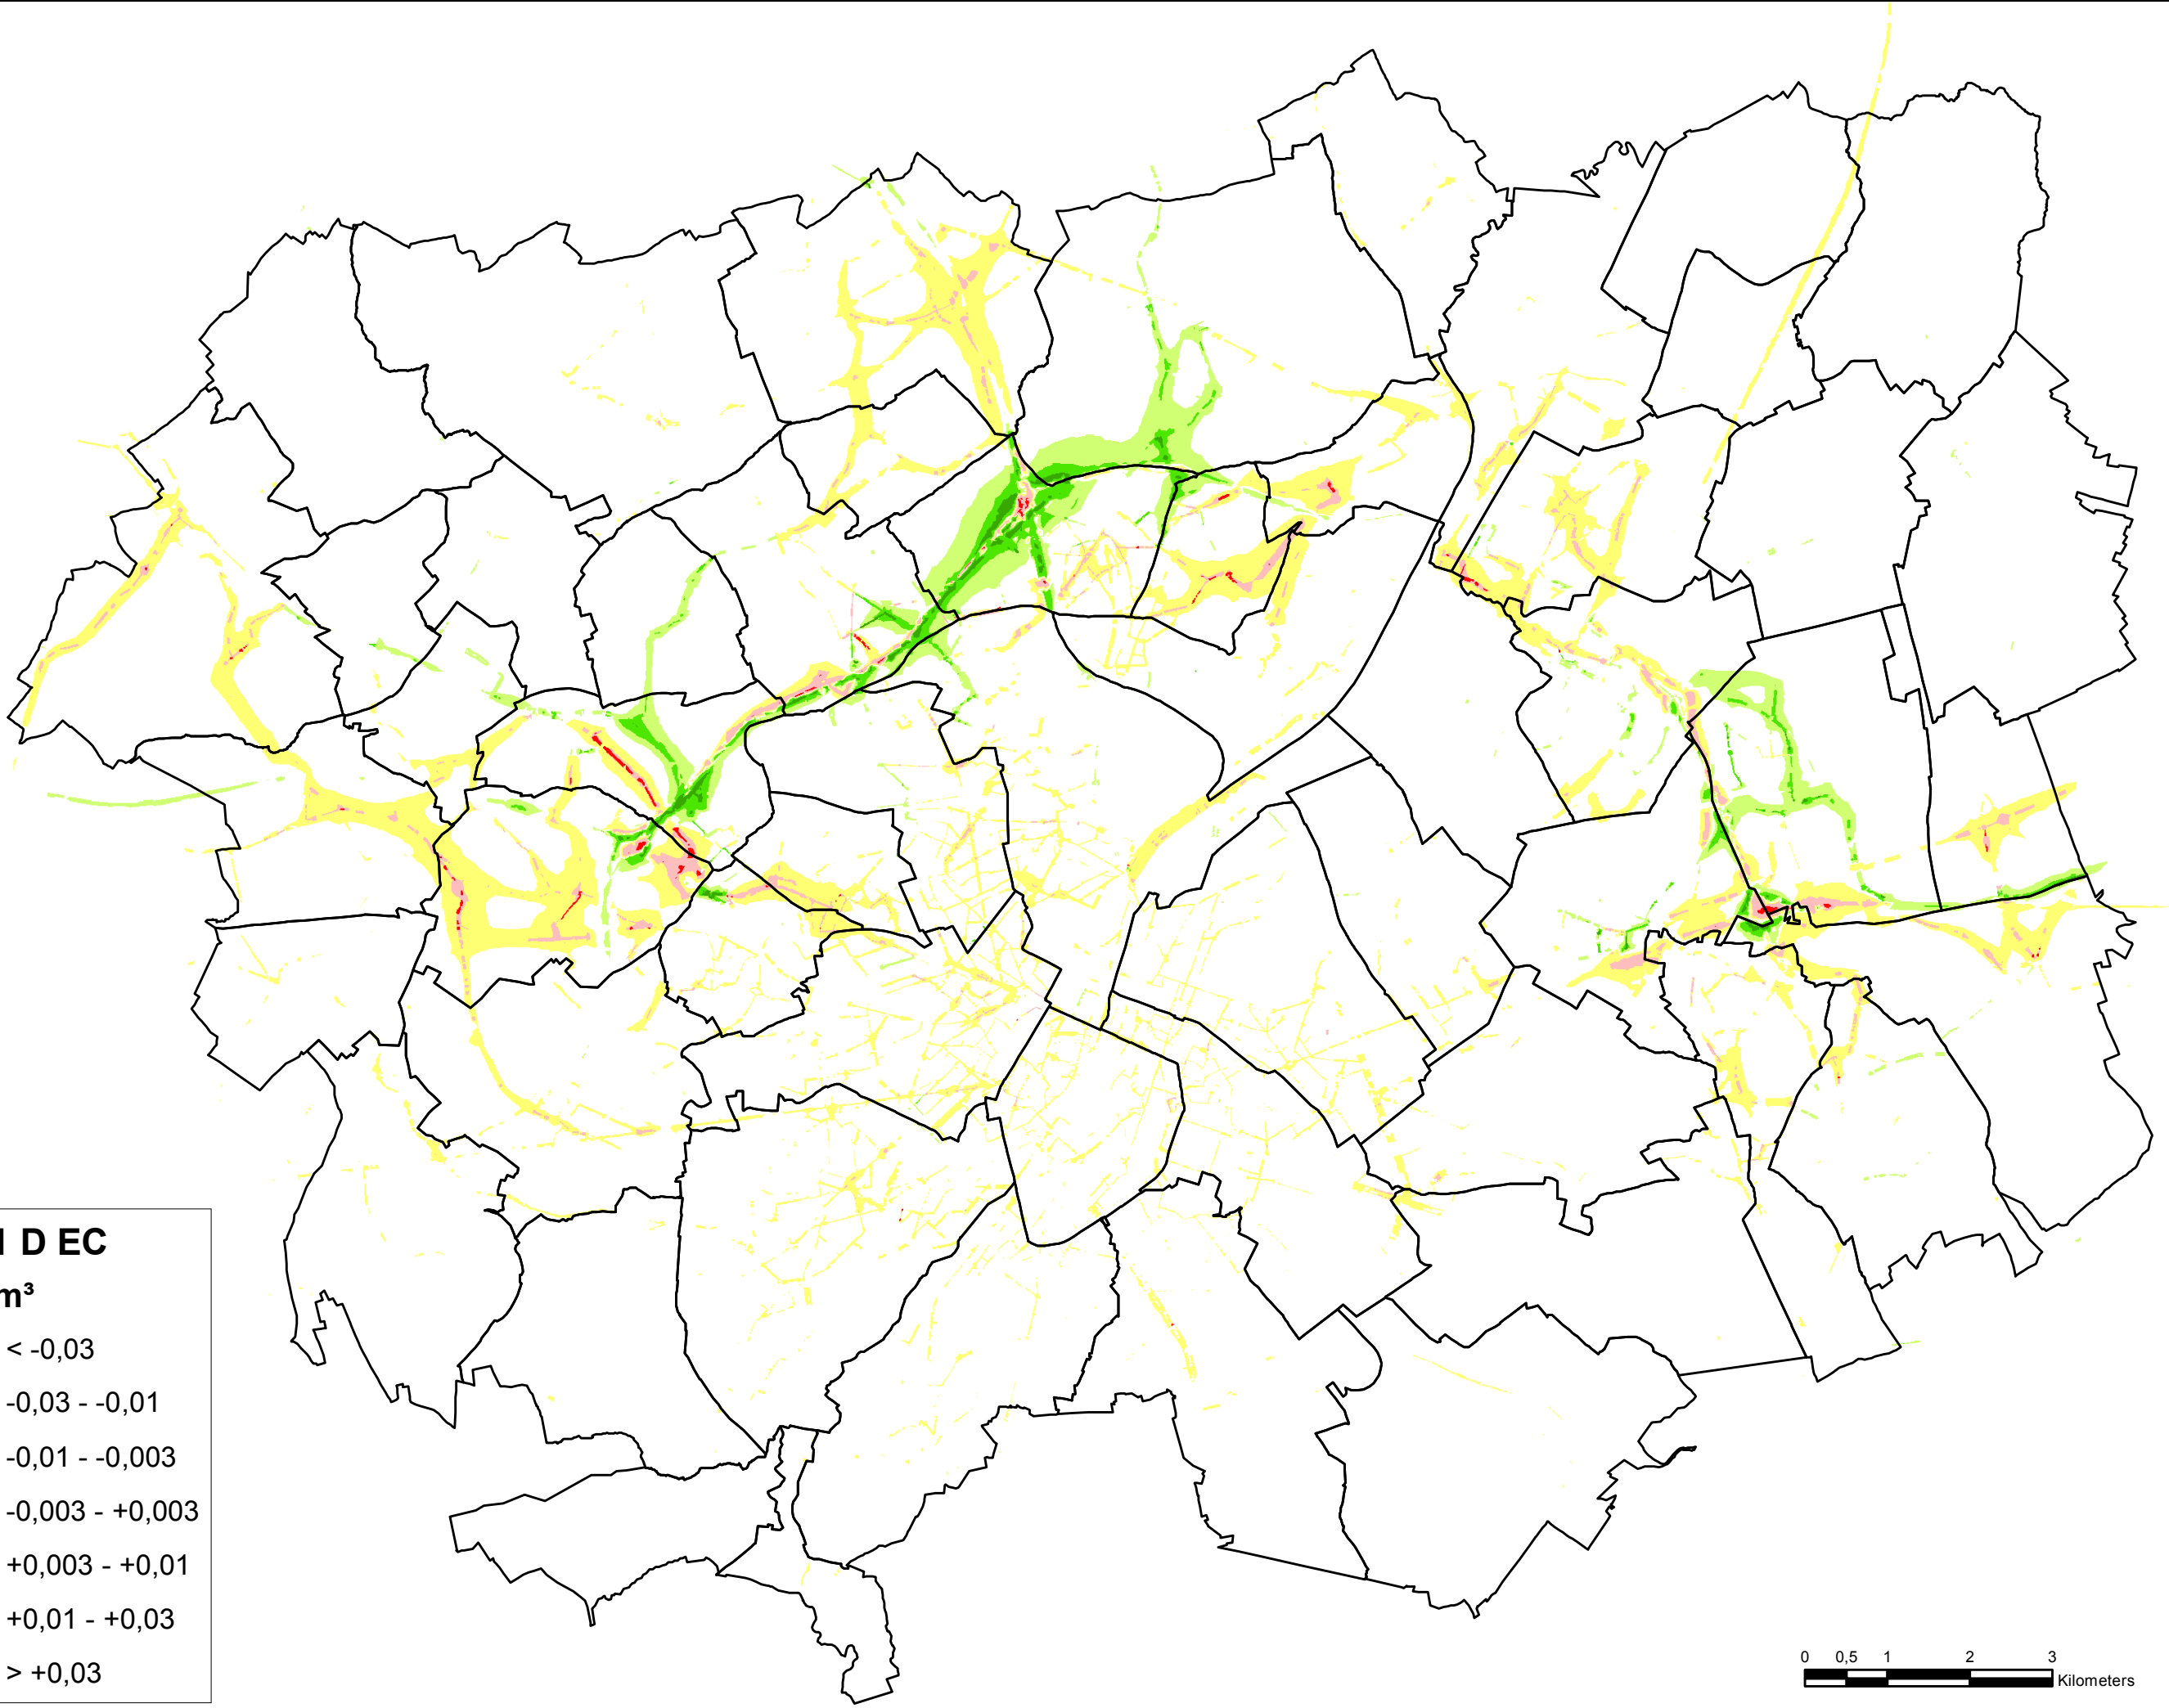 D EC
m³
< -0,03
-0,03 - -0,01
-0,01 - -0,003
-0,003 - +0,003
+0,003 - +0,01
+0,01 - +0,03
> +0,03
0 0,5 1 2 3
Kilometers